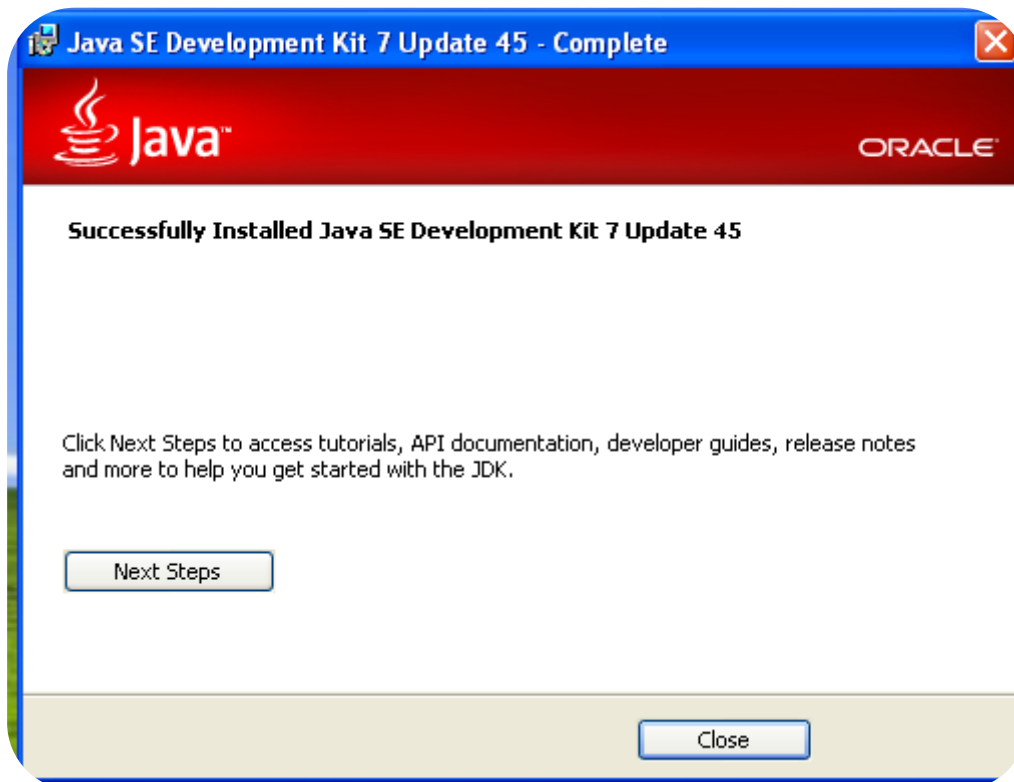 Java SE Development Kit 7 Update 45 - Complete
Java™
ORACLE
Successfully Installed Java SE Development Kit 7 Update 45
Click Next Steps to access tutorials, API documentation, developer guides, release notes
and more to help you get started with the JDK.
Next Steps
Close